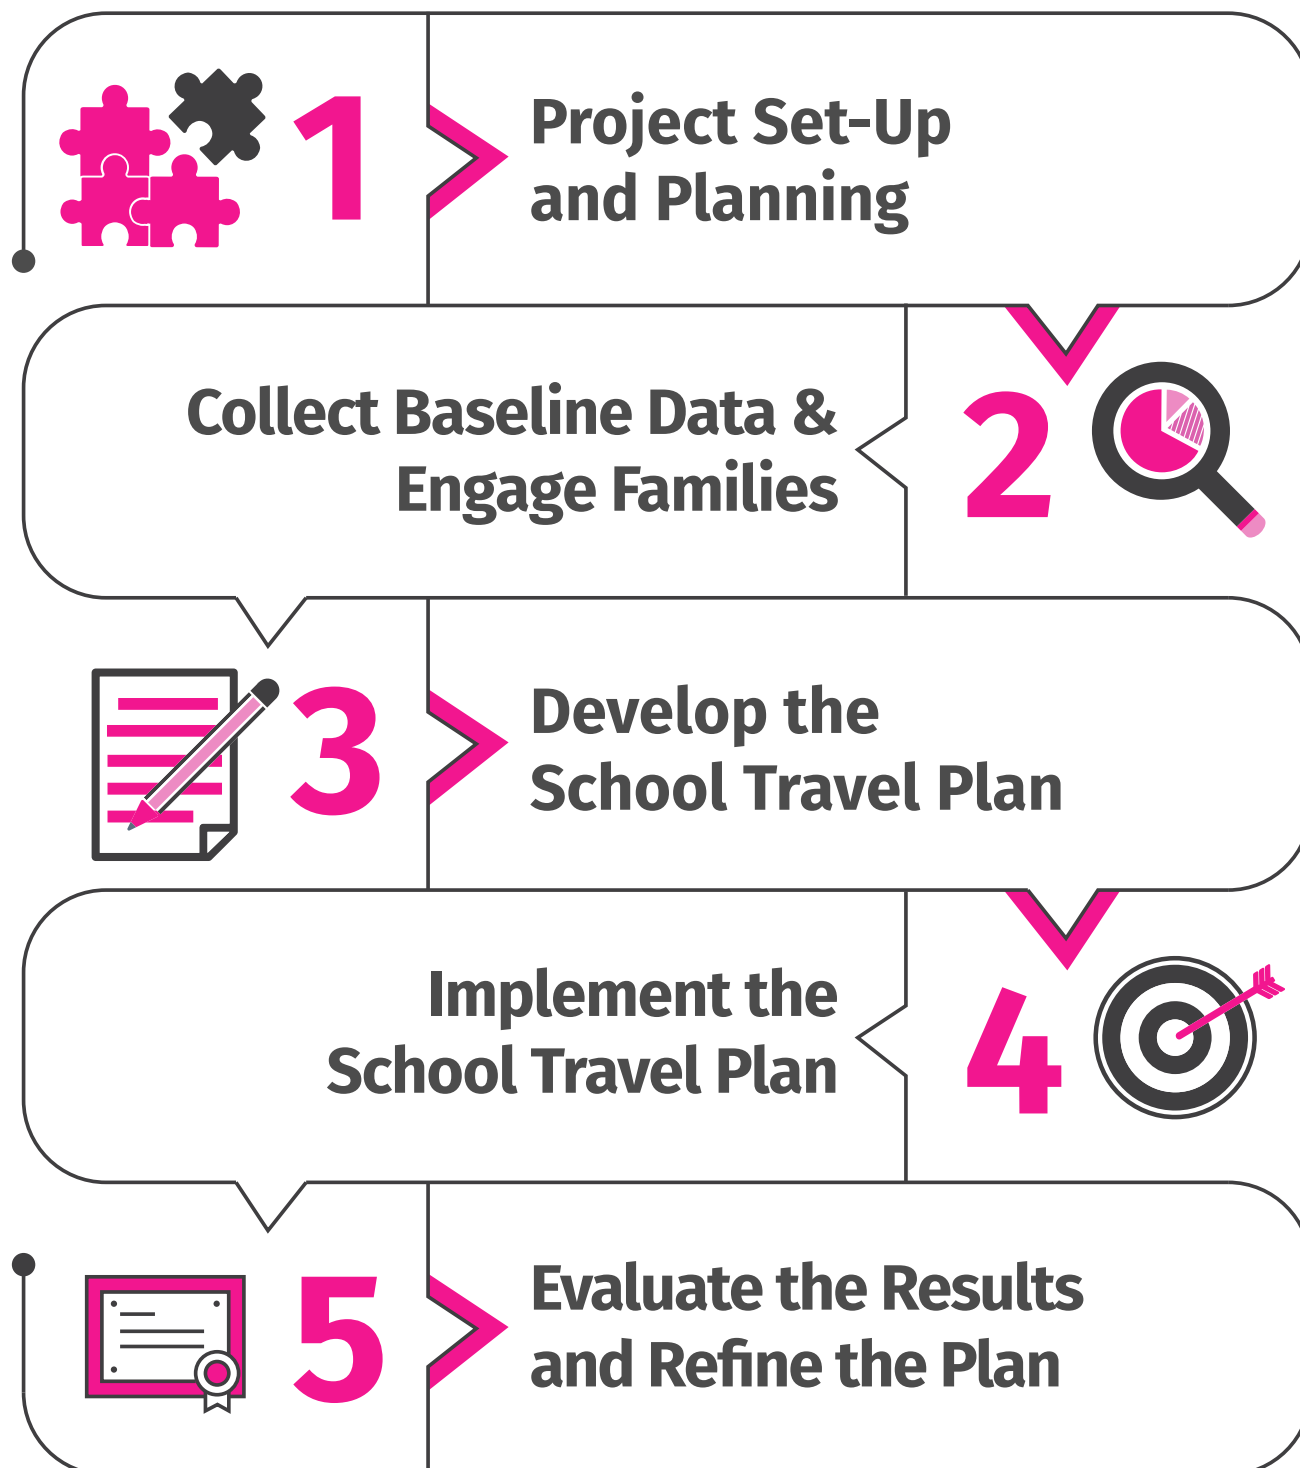 1
Project Set-Up
and Planning
Collect Baseline Data &
Engage Families
2
3
Develop the
School Travel Plan
Implement the
School Travel Plan
4
5
Evaluate the Results
and Refine the Plan